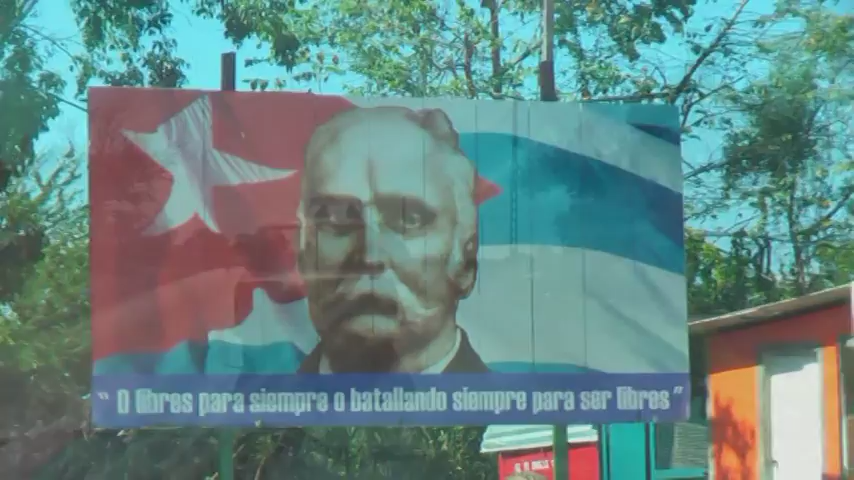 “ O libres para siempre o batallando siempre para ser libres”